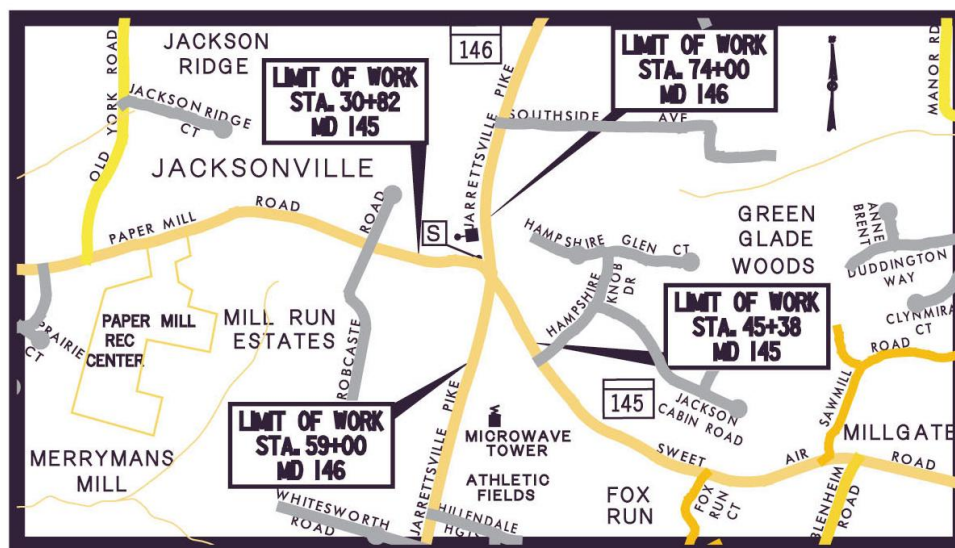 JACKSON
RIDGE
146
LIMIT OF WORK
STA. 30+82
MD 145
LIMIT OF WORK
STA. 74+00
MD 146
MANOR RD
OLD YORK ROAD
JACKSON RIDGE
CT
JARRETTSVILLE PIKE
SOUTHSIDE AVE
JACKSONVILLE
PAPER MILL ROAD
ROBCASTE ROAD
S
HAMPSHIRE GLEN CT
GREEN
GLADE
WOODS
ANNE
BRENT
DUDDINGTON
WAY
CLYNMIRA
CT
HAMPSHIRE KNOB
DR
LIMIT OF WORK
STA. 45+38
MD 145
PRAIRIE
CT
PAPER MILL
REC
CENTER
MILL RUN
ESTATES
SAWMILL ROAD
145
JACKSON
CABIN ROAD
LIMIT OF WORK
STA. 59+00
MD 146
JARRETTSVILLE PIKE
MICROWAVE
TOWER
ATHLETIC
FIELDS
SWEET AIR ROAD
MILLGATE
MERRYMANS
MILL
WHITESWORTH
ROAD
HILLENDALE
HGTS
FOX
RUN
FOX
RUN CT
BLENHEIM
ROAD